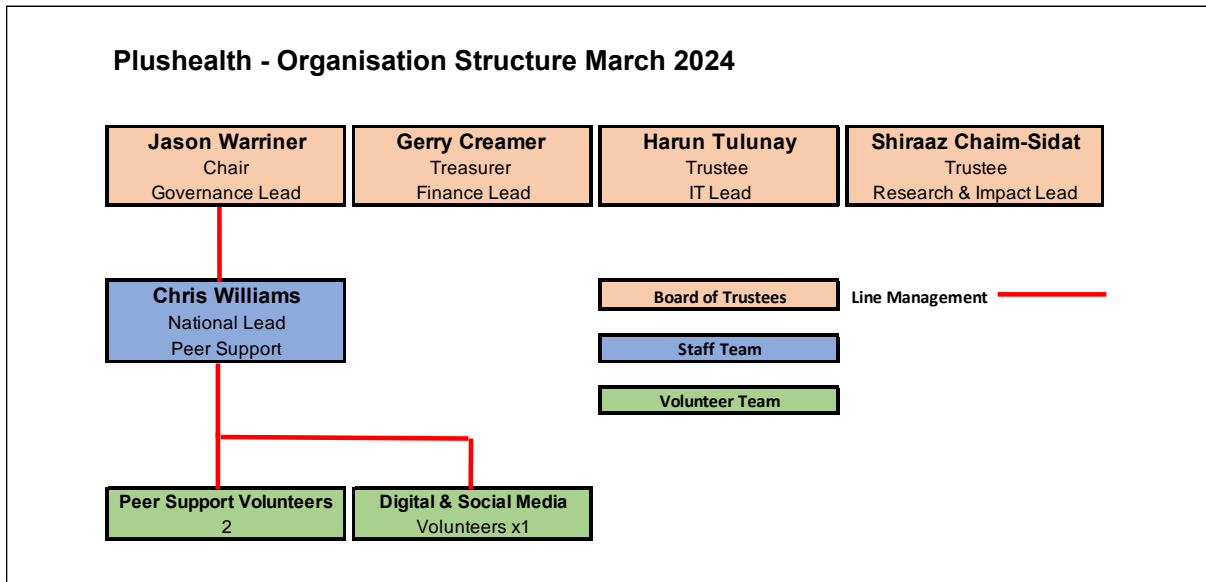 Plushealth - Organisation Structure March 2024
Jason Warriner
Chair
Governance Lead
Gerry Creamer
Treasurer
Finance Lead
Harun Tulunay
Trustee
IT Lead
Shiraaz Chaim-Sidat
Trustee
Research & Impact Lead
Chris Williams
National Lead
Peer Support
Board of Trustees
Line Management
Staff Team
Volunteer Team
Peer Support Volunteers
2
Digital & Social Media
Volunteers x1